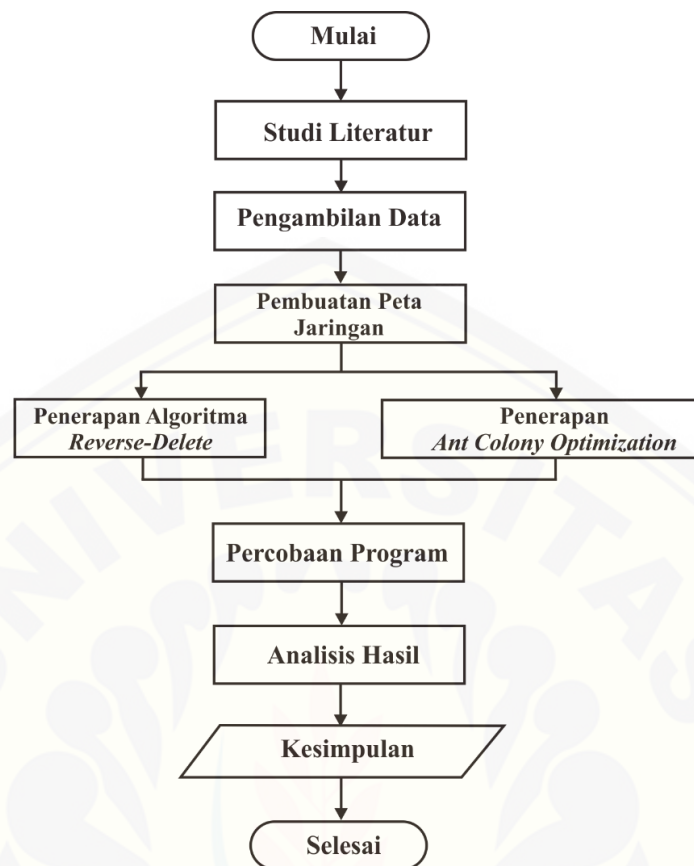 Mulai
Studi Literatur
Pengambilan Data
Pembuatan Peta
Jaringan
Penerapan Algoritma
Reverse-Delete
Penerapan
Ant Colony Optimization
Percobaan Program
Analisis Hasil
Kesimpulan
Selesai
UNIVERSITAS